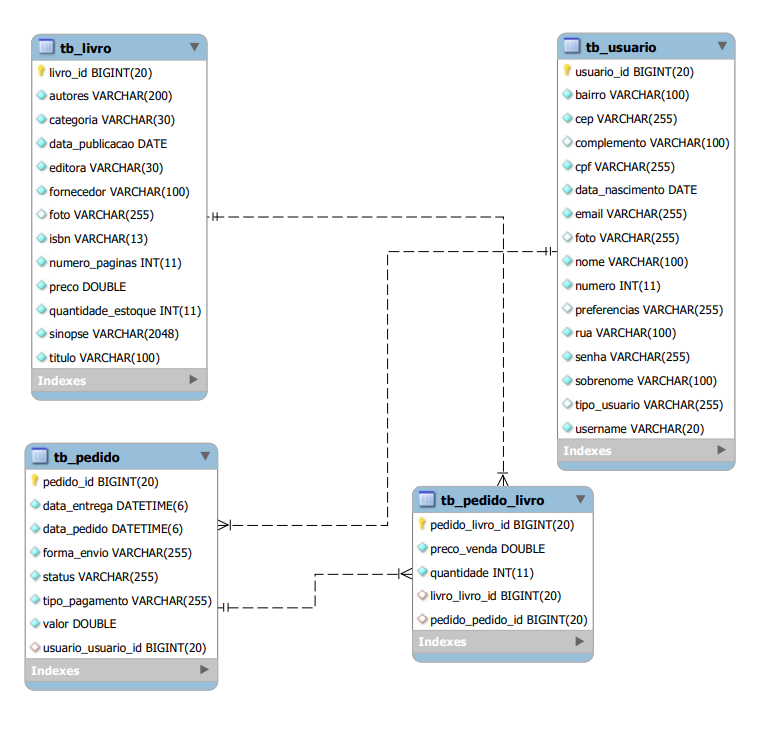 tb_livro
livro_id BIGINT(20)
autores VARCHAR(200)
categoria VARCHAR(30)
data_publicacao DATE
editora VARCHAR(30)
fornecedor VARCHAR(100)
foto VARCHAR(255)
isbn VARCHAR(13)
numero_paginas INT(11)
preco DOUBLE
quantidade_estoque INT(11)
sinopse VARCHAR(2048)
titulo VARCHAR(100)
Indexes
tb_usuario
usuario_id BIGINT(20)
bairro VARCHAR(100)
cep VARCHAR(255)
complemento VARCHAR(100)
cpf VARCHAR(255)
data_nascimento DATE
email VARCHAR(255)
foto VARCHAR(255)
nome VARCHAR(100)
numero INT(11)
preferencias VARCHAR(255)
rua VARCHAR(100)
senha VARCHAR(255)
sobrenome VARCHAR(100)
tipo_usuario VARCHAR(255)
username VARCHAR(20)
Indexes
tb_pedido
pedido_id BIGINT(20)
data_entrega DATETIME(6)
data_pedido DATETIME(6)
forma_envio VARCHAR(255)
status VARCHAR(255)
tipo_pagamento VARCHAR(255)
valor DOUBLE
usuario_usuario_id BIGINT(20)
Indexes
tb_pedido_livro
pedido_livro_id BIGINT(20)
preco_venda DOUBLE
quantidade INT(11)
livro_livro_id BIGINT(20)
pedido_pedido_id BIGINT(20)
Indexes